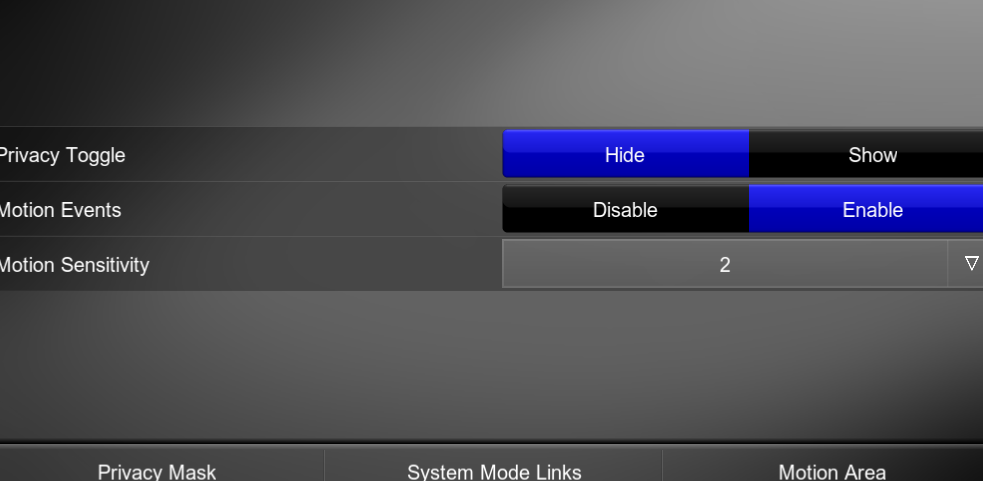 Privacy Toggle Hide Show
Motion Events Disable Enable
Motion Sensitivity 2
Privacy Mask System Mode Links Motion Area